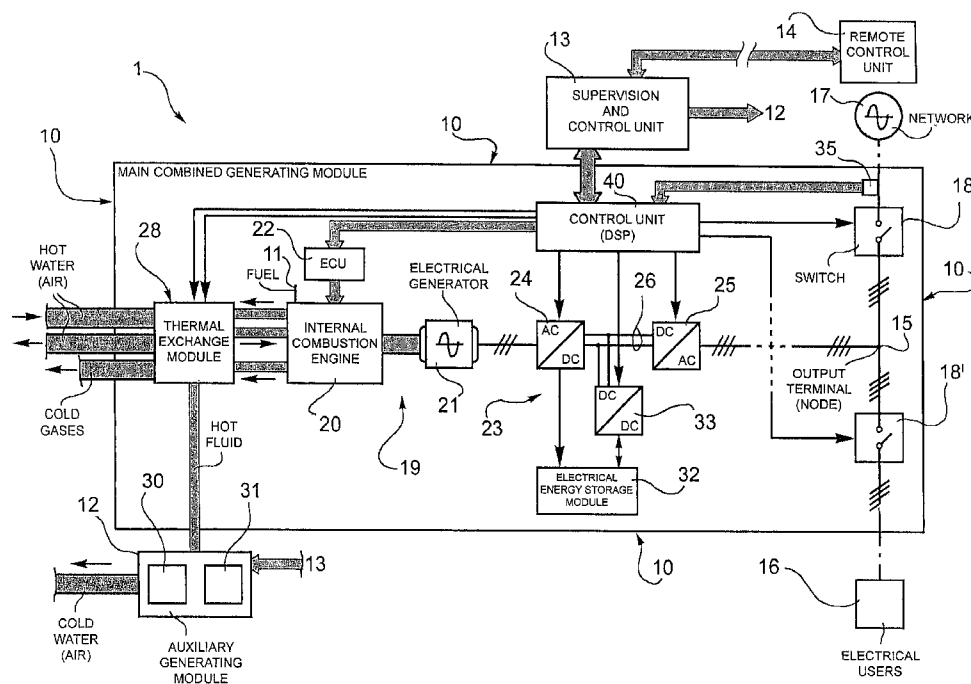 14
REMOTE
CONTROL
UNIT
13
1
SUPERVISION
AND
CONTROL UNIT
12
17
NETWORK
10
10
MAIN COMBINED GENERATING MODULE
35
40
18
CONTROL UNIT
(DSP)
22
ECU
11
FUEL
28
HOT
WATER
(AIR)
SWITCH
10
ELECTRICAL
GENERATOR
24
26
25
THERMAL
EXCHANGE
MODULE
INTERNAL
COMBUSTION
ENGINE
AC
DC
DC
AC
15
OUTPUT
TERMINAL
(NODE)
20
21
COLD
GASES
HOT
FLUID
19
23
DC
DC
33
18'
ELECTRICAL
ENERGY STORAGE
MODULE
32
12
30
31
13
10
16
COLD
WATER
(AIR)
AUXILIARY
GENERATING
MODULE
ELECTRICAL
USERS